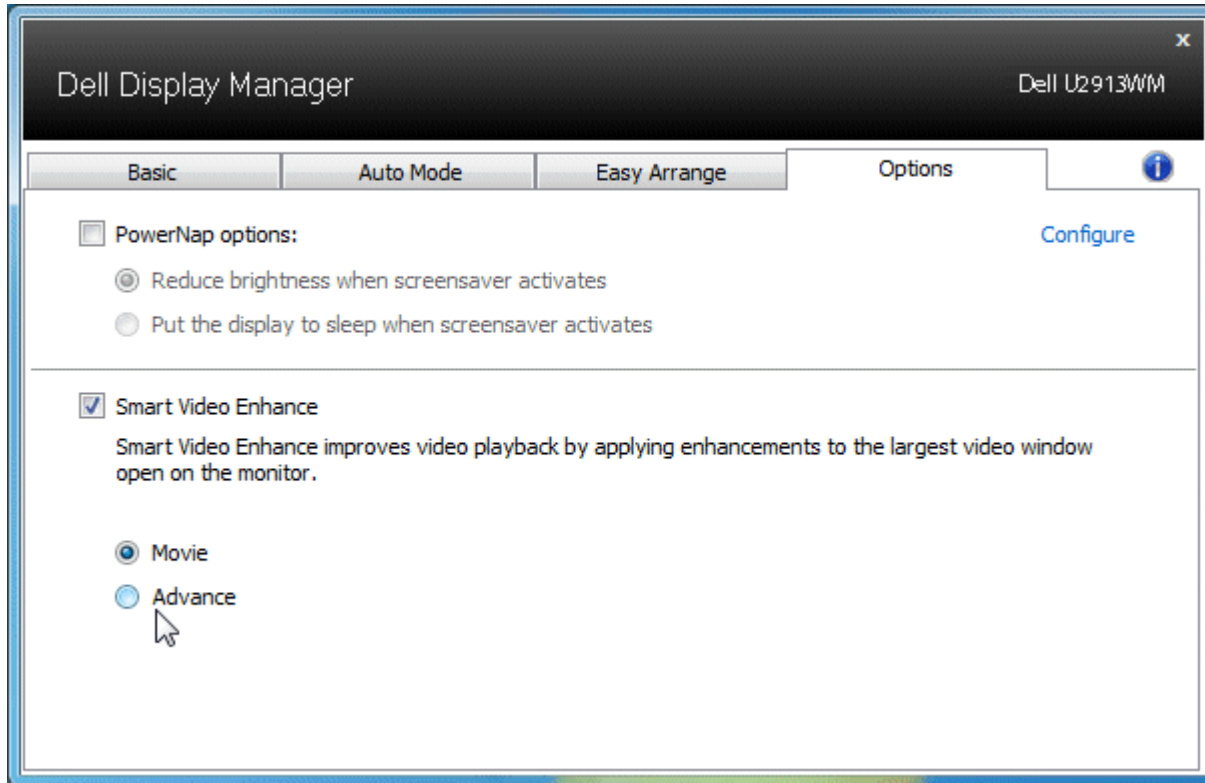 x
Dell Display Manager
Dell U2913WM
Basic
Auto Mode
Easy Arrange
Options
i
PowerNap options:
Configure
Reduce brightness when screensaver activates
Put the display to sleep when screensaver activates
Smart Video Enhance
Smart Video Enhance improves video playback by applying enhancements to the largest video window
open on the monitor.
Movie
Advance